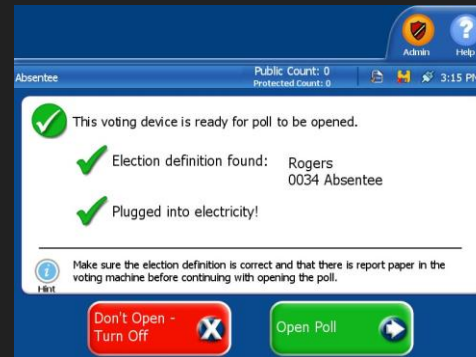 Admin
Help
Absentee
Public Count: 0
Protected Count: 0
3:15 PM
This voting device is ready for poll to be opened.
Election definition found: Rogers
0034 Absentee
Plugged into electricity!
Hint
Make sure the election definition is correct and that there is report paper in the
voting machine before continuing with opening the poll.
Don't Open -
Turn Off
Open Poll